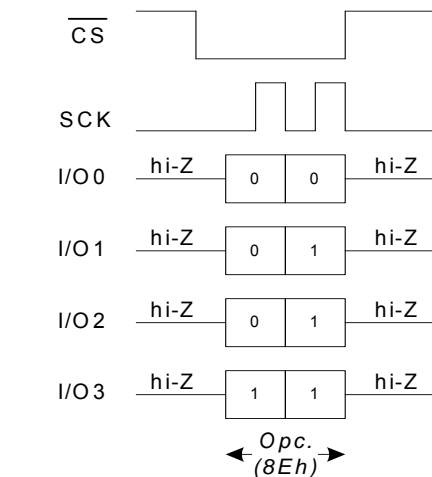 CS
SCK
I/O0 hi-Z 0 0 hi-Z
I/O1 hi-Z 0 1 hi-Z
I/O2 hi-Z 0 1 hi-Z
I/O3 hi-Z 1 1 hi-Z
Opc.
(8Eh)